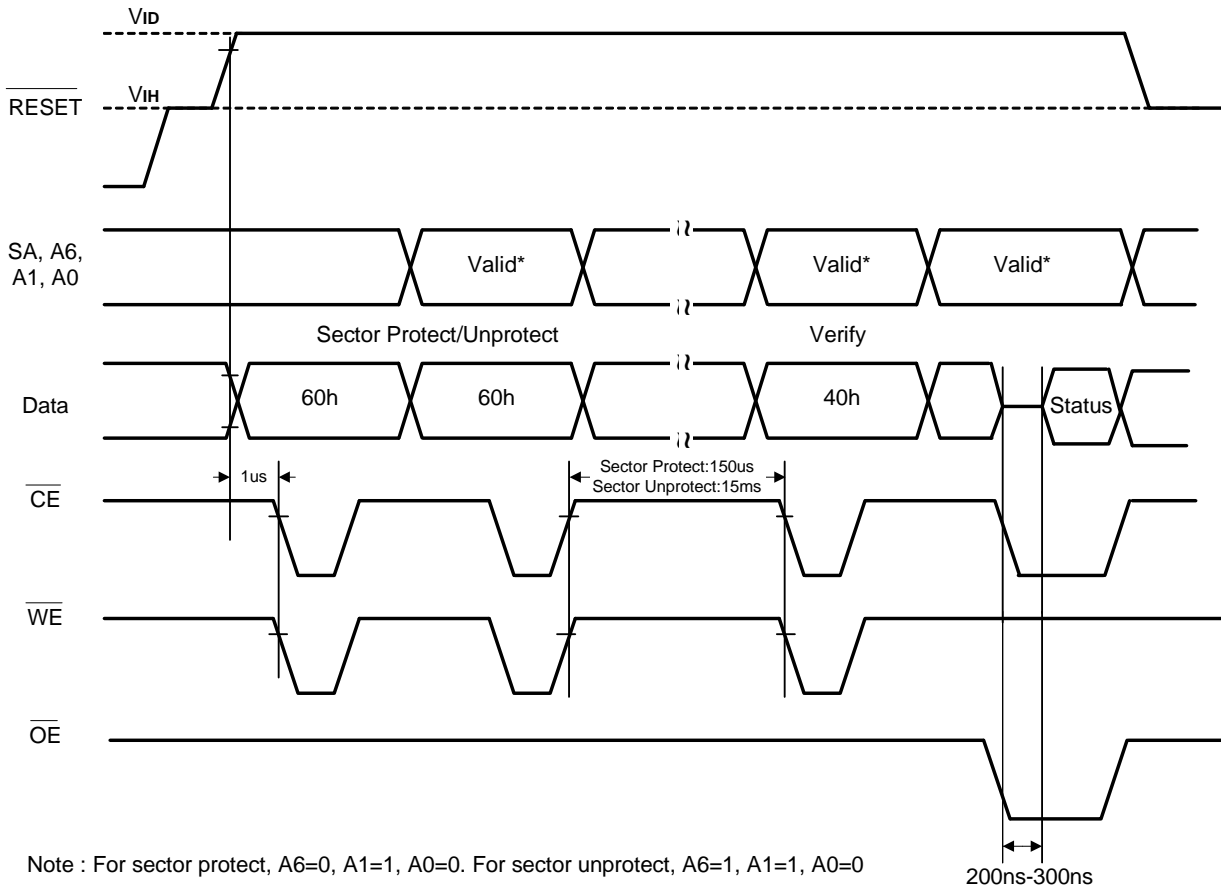 VID
VIH
RESET
SA, A6,
A1, A0
Valid*
Valid*
Valid*
Sector Protect/Unprotect
Verify
Data
60h
60h
40h
Status
1us
Sector Protect:150us
Sector Unprotect:15ms
CE
WE
OE
Note : For sector protect, A6=0, A1=1, A0=0. For sector unprotect, A6=1, A1=1, A0=0
200ns-300ns